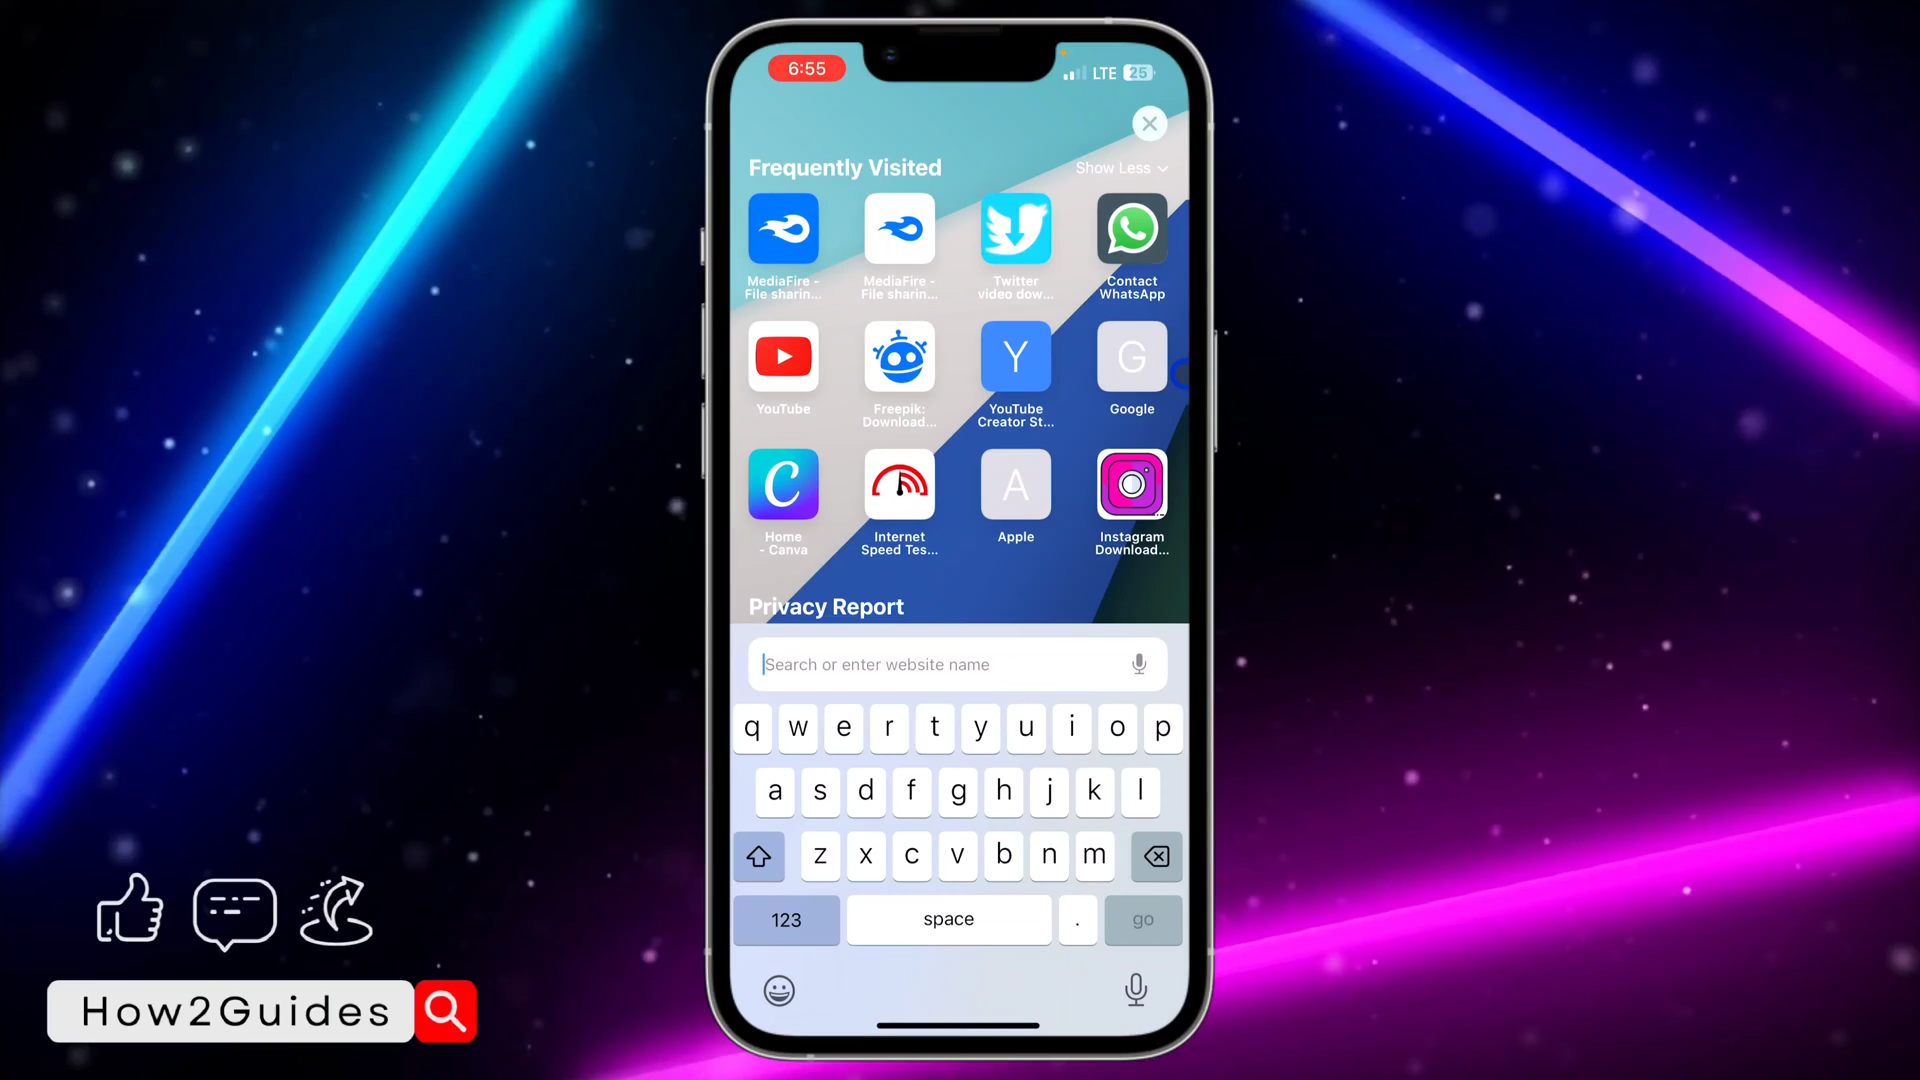 6:55
LTE 25
Frequently Visited
Show Less
MediaFire -
File sharin...
MediaFire -
File sharin...
Twitter
video dow...
Contact
WhatsApp
YouTube
Freepik:
Download...
Y
YouTube
Creator St...
G
Google
C
Home
- Canva
Internet
Speed Tes...
A
Apple
Instagram
Download...
Privacy Report
Search or enter website name
q w e r t y u i o p
a s d f g h j k l
z x c v b n m
123 space . go
How2Guides